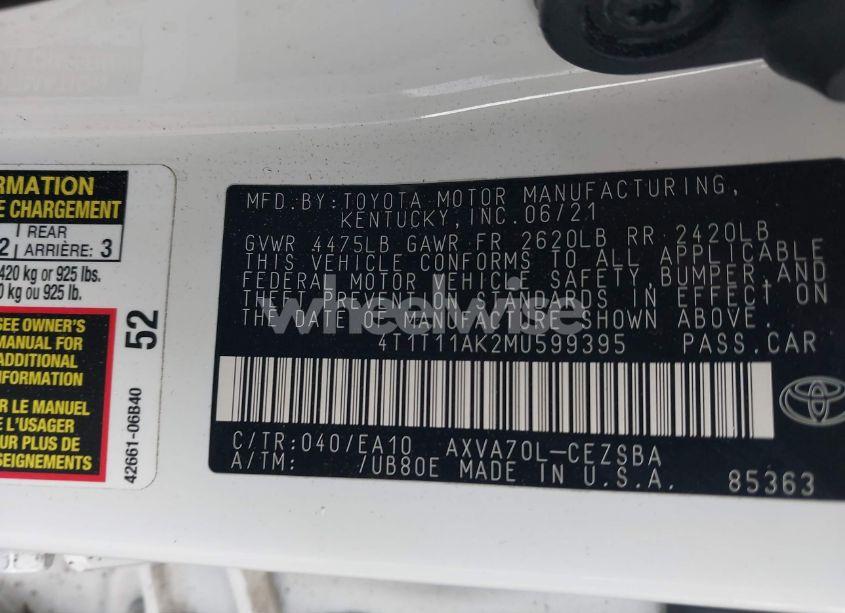 RMATION
E CHARGEMENT
2 REAR
ARRIÈRE: 3
420 kg or 925 lbs.
0 kg ou 925 lb.
SEE OWNER'S
MANUAL FOR
ADDITIONAL
NFORMATION
R LE MANUEL
E L'USAGER
UR PLUS DE
SEIGNEMENTS
52
42661-06B40
MFD.BY:TOYOTA MOTOR MANUFACTURING,
KENTUCKY,INC.06/21
GVWR 4475LB GAWR FR 2620LB RR 2420LB
THIS VEHICLE CONFORMS TO ALL APPLICABLE
FEDERAL MOTOR VEHICLE SAFETY,BUMPER,AND
THEFT PREVENTION STANDARDS IN EFFECT ON
THE DATE OF MANUFACTURE SHOWN ABOVE.
4T1T11AK2MU599395 PASS.CAR
C/TR:040/EA10 AXVA70L-CEZSBA
A/TM: /UB80E MADE IN U.S.A.
85363
wheelwise